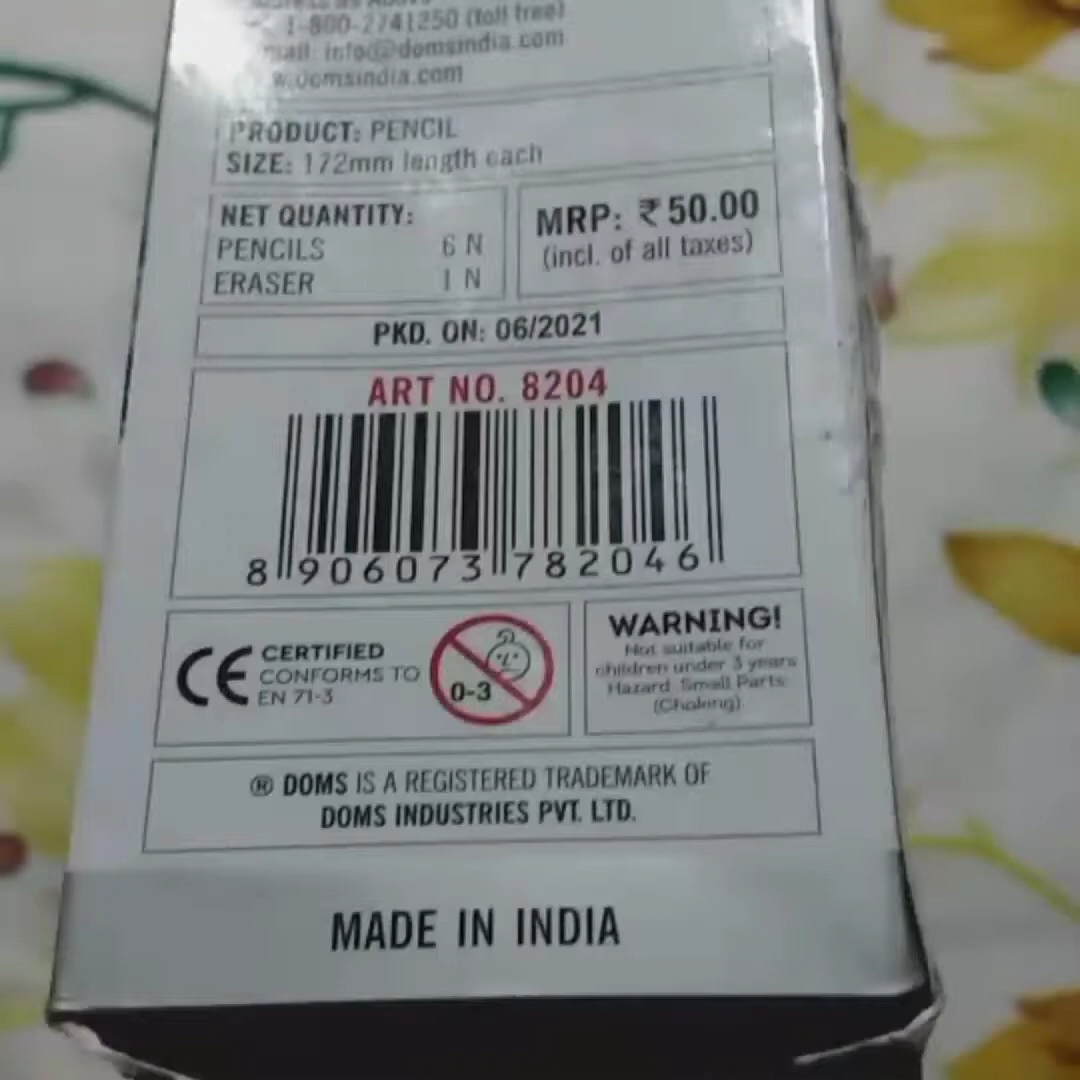 1-800-2741250 (toll free)
info@domsindia.com
domsindia.com
PRODUCT: PENCIL
SIZE: 172mm length each
NET QUANTITY:
PENCILS 6 N
ERASER 1 N
MRP: ₹ 50.00
(incl. of all taxes)
PKD. ON: 06/2021
ART NO. 8204
8 906073 782046
CE CERTIFIED
CONFORMS TO
EN 71-3
0-3
WARNING!
Not suitable for
children under 3 years
Hazard Small Parts
(Choking)
® DOMS IS A REGISTERED TRADEMARK OF
DOMS INDUSTRIES PVT. LTD.
MADE IN INDIA